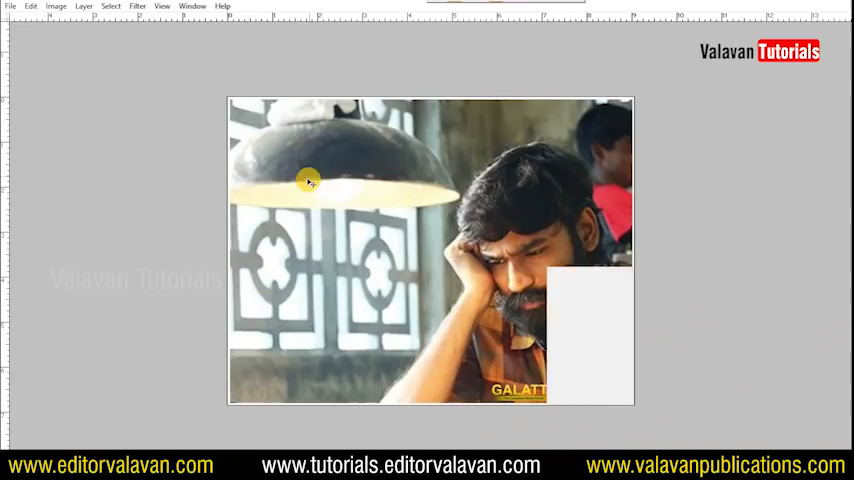 File Edit Image Layer Select Filter View Window Help
Valavan Tutorials
Valavan Tutorials
GALATT
www.editorvalavan.com www.tutorials.editorvalavan.com www.valavanpublications.com